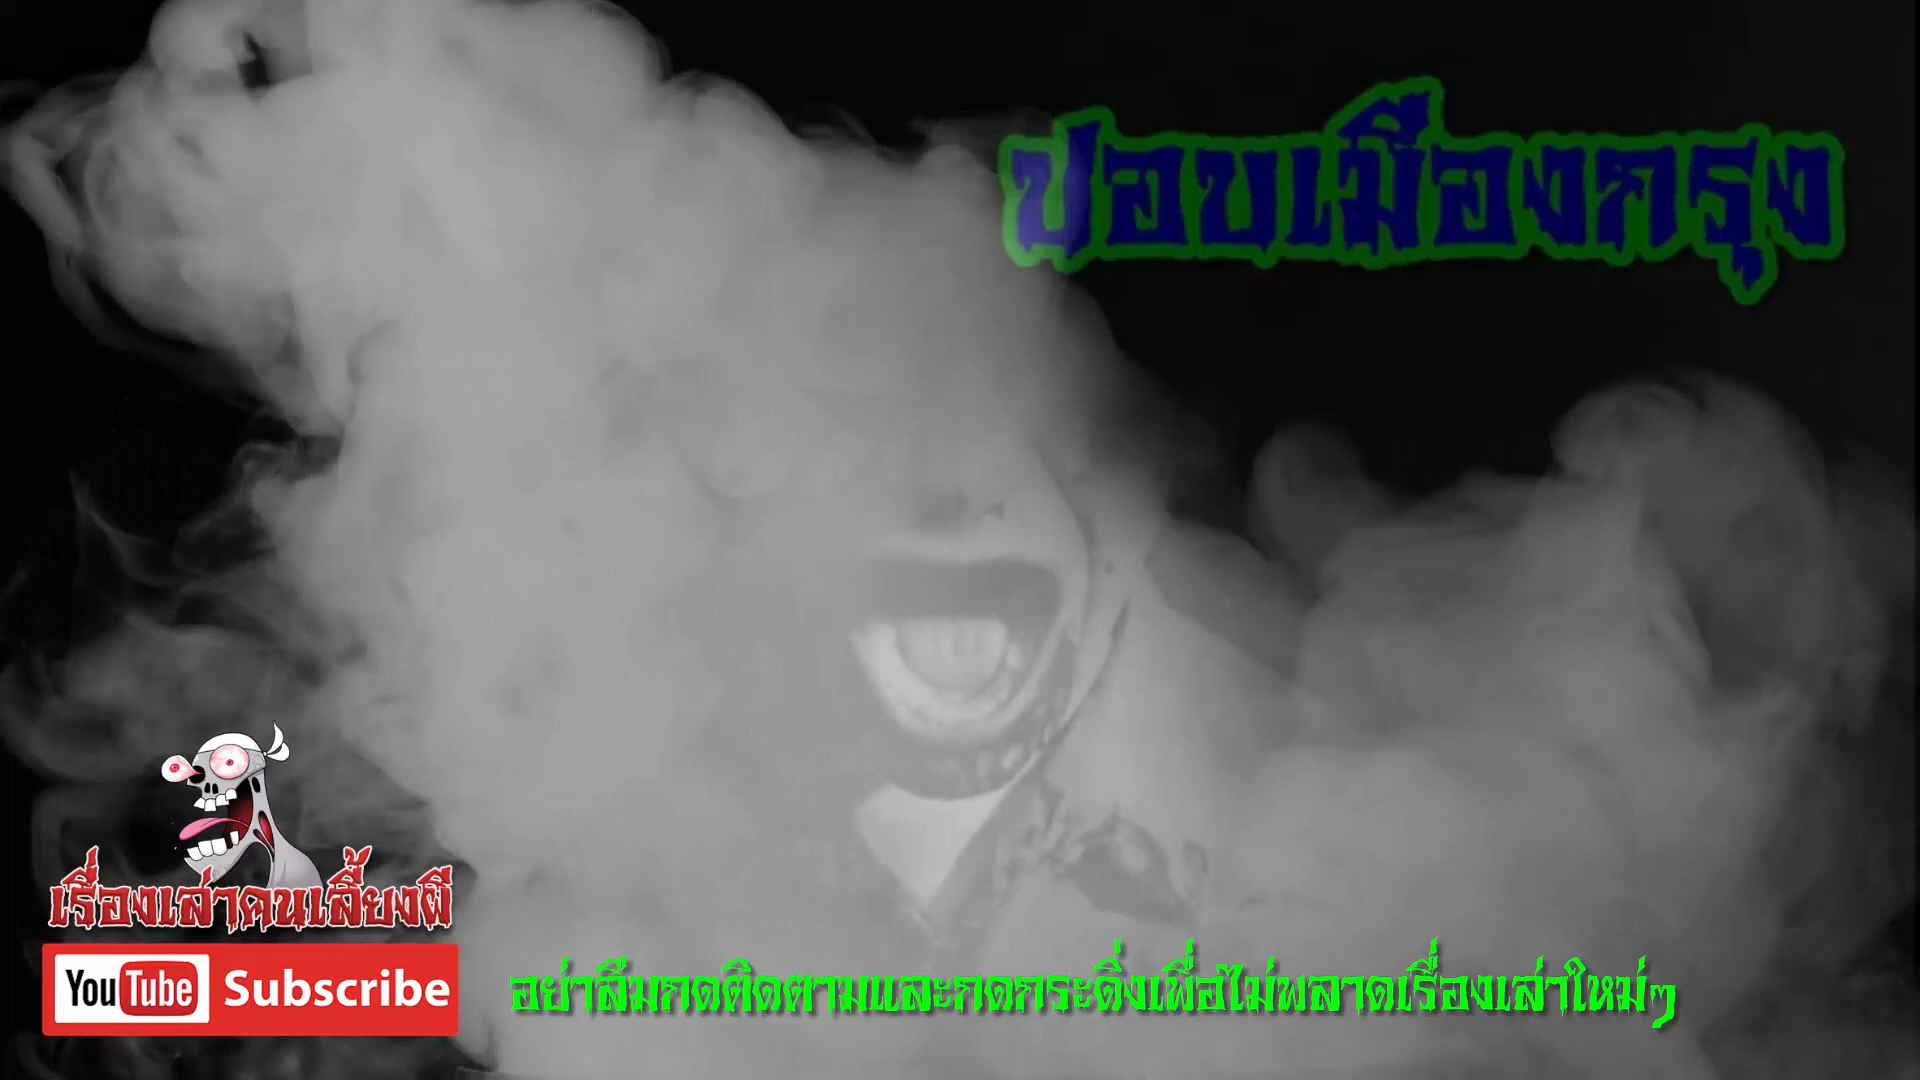 ปอบเมืองกรุง
เรื่องเล่าคนเลี้ยงผี
YouTube Subscribe
อย่าลืมกดติดตามและกดกระดิ่งเพื่อไม่พลาดเรื่องเล่าใหม่ๆ